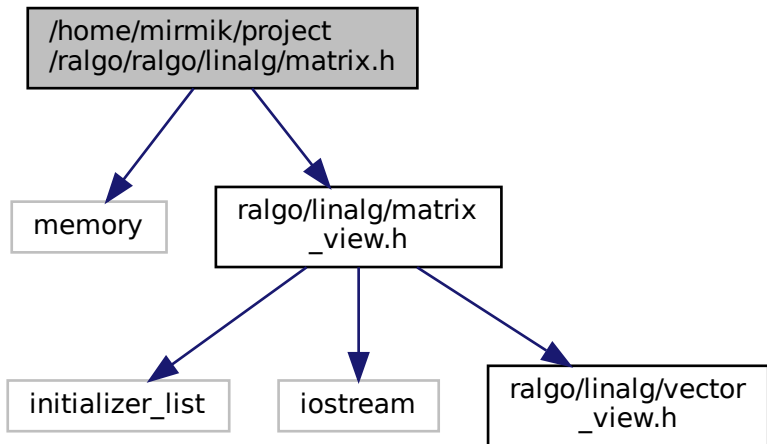 /home/mirmik/project
/ralgo/ralgo/linalg/matrix.h
memory
ralgo/linalg/matrix
_view.h
initializer_list
iostream
ralgo/linalg/vector
_view.h